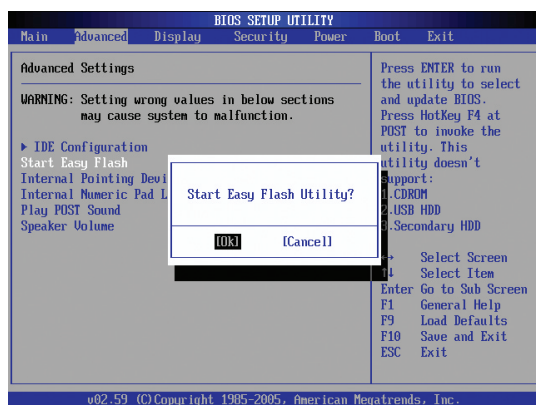 BIOS SETUP UTILITY
Main Advanced Display Security Power Boot Exit
Advanced Settings
WARNING: Setting wrong values in below sections
may cause system to malfunction.
▶ IDE Configuration
Start Easy Flash
Internal Pointing Devi
Internal Numeric Pad L
Play POST Sound
Speaker Volume
Start Easy Flash Utility?
[Ok] [Cancel]
Press ENTER to run
the utility to select
and update BIOS.
Press HotKey F4 at
POST to invoke the
utility. This
utility doesn't
support:
1.CDROM
2.USB HDD
3.Secondary HDD
↔ Select Screen
↑↓ Select Item
Enter Go to Sub Screen
F1 General Help
F9 Load Defaults
F10 Save and Exit
ESC Exit
v02.59 (C)Copyright 1985-2005, American Megatrends, Inc.